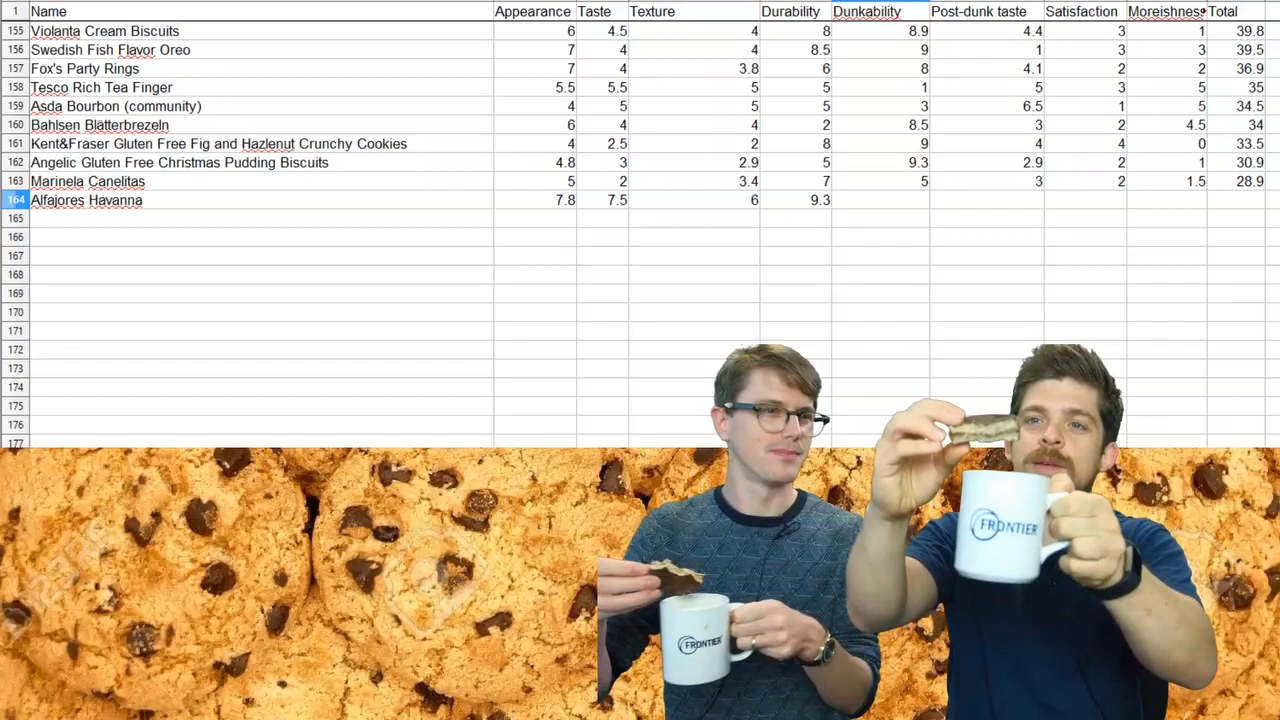 1 Name Appearance Taste Texture Durability Dunkability Post-dunk taste Satisfaction Moreishness Total
155 Violanta Cream Biscuits 6 4.5 4 8 8.9 4.4 3 1 39.8
156 Swedish Fish Flavor Oreo 7 4 4 8.5 9 1 3 3 39.5
157 Fox's Party Rings 7 4 3.8 6 8 4.1 2 2 36.9
158 Tesco Rich Tea Finger 5.5 5.5 5 5 1 5 3 5 35
159 Asda Bourbon (community) 4 5 5 5 3 6.5 1 5 34.5
160 Bahlsen Blätterbrezeln 6 4 4 2 8.5 3 2 4.5 34
161 Kent&Fraser Gluten Free Fig and Hazlenut Crunchy Cookies 4 2.5 2 8 9 4 4 0 33.5
162 Angelic Gluten Free Christmas Pudding Biscuits 4.8 3 2.9 5 9.3 2.9 2 1 30.9
163 Marinela Canelitas 5 2 3.4 7 5 3 2 1.5 28.9
164 Alfajores Havanna 7.8 7.5 6 9.3
165
166
167
168
169
170
171
172
173
174
175
176
177
FRONTIER
FRONTIER